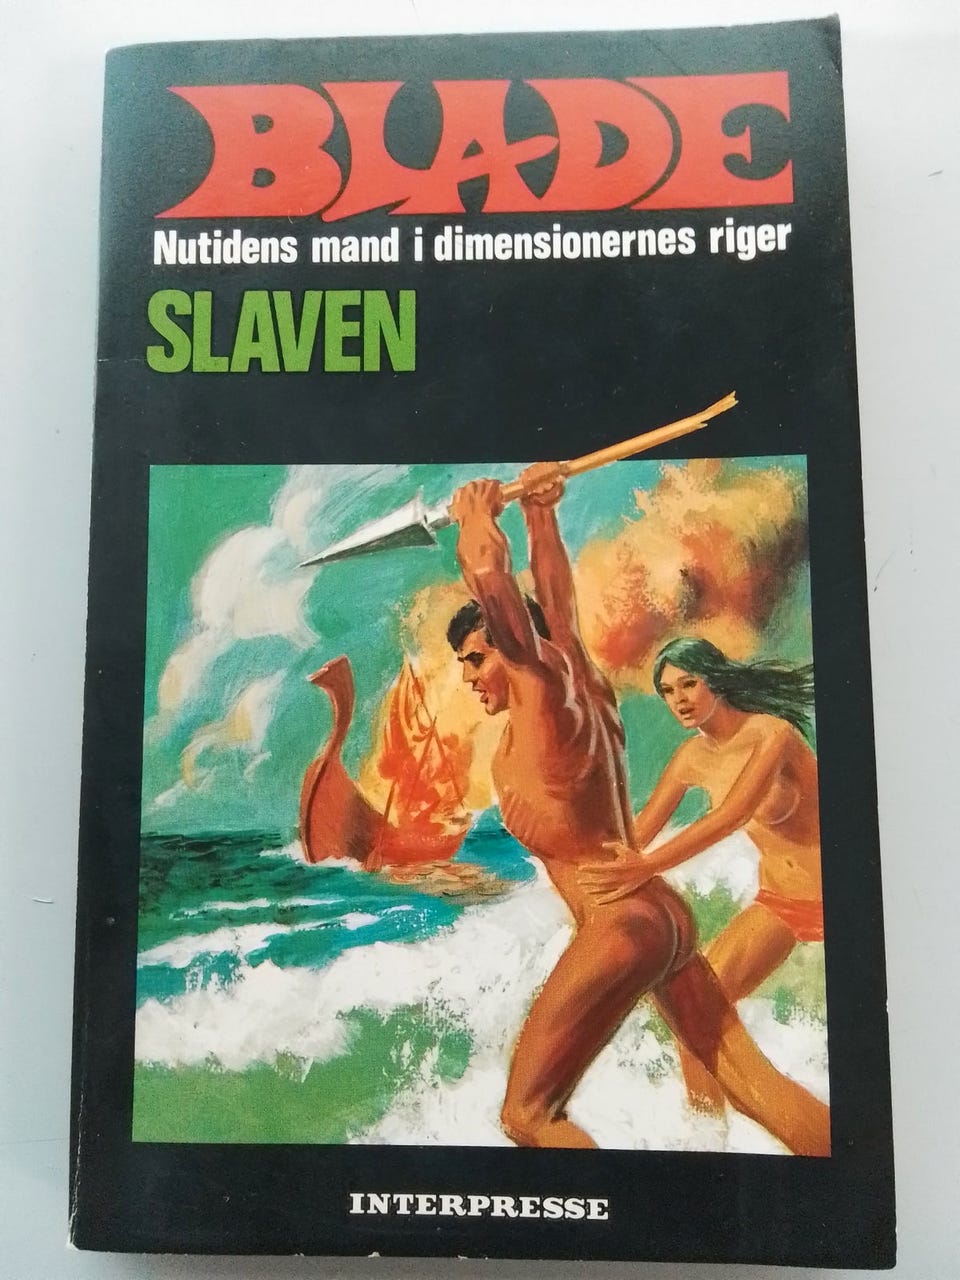 BLADE
Nutidens mand i dimensionernes riger
SLAVEN
INTERPRESSE